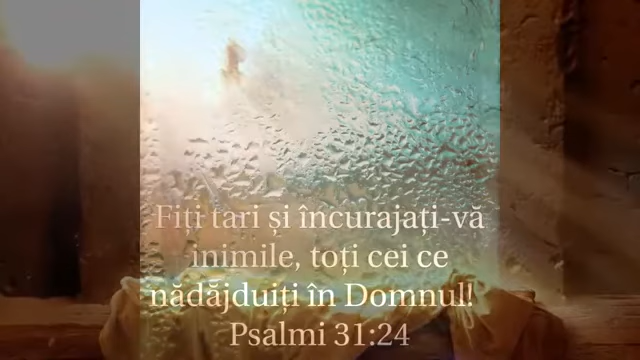 Fiți tari și încurajați-vă
inimile, toți cei ce
nădăjduiți în Domnul!
Psalmi 31:24